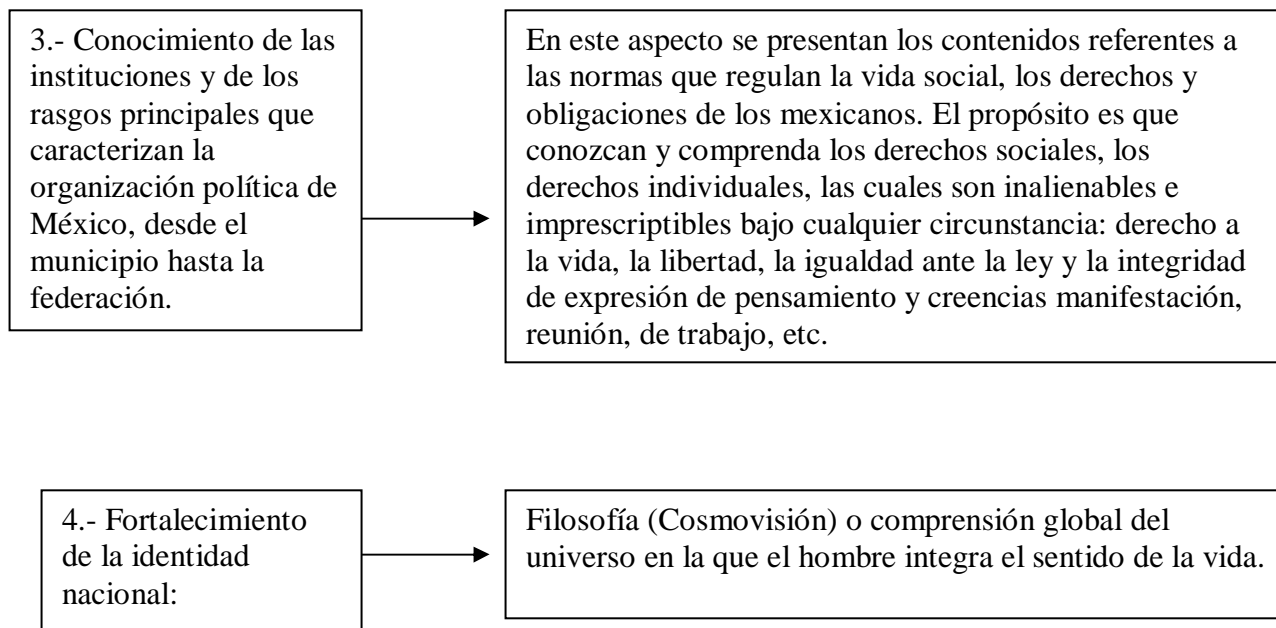 3.- Conocimiento de las
instituciones y de los
rasgos principales que
caracterizan la
organización política de
México, desde el
municipio hasta la
federación.
En este aspecto se presentan los contenidos referentes a
las normas que regulan la vida social, los derechos y
obligaciones de los mexicanos. El propósito es que
conozcan y comprenda los derechos sociales, los
derechos individuales, las cuales son inalienables e
imprescriptibles bajo cualquier circunstancia: derecho a
la vida, la libertad, la igualdad ante la ley y la integridad
de expresión de pensamiento y creencias manifestación,
reunión, de trabajo, etc.
4.- Fortalecimiento
de la identidad
nacional:
Filosofía (Cosmovisión) o comprensión global del
universo en la que el hombre integra el sentido de la vida.